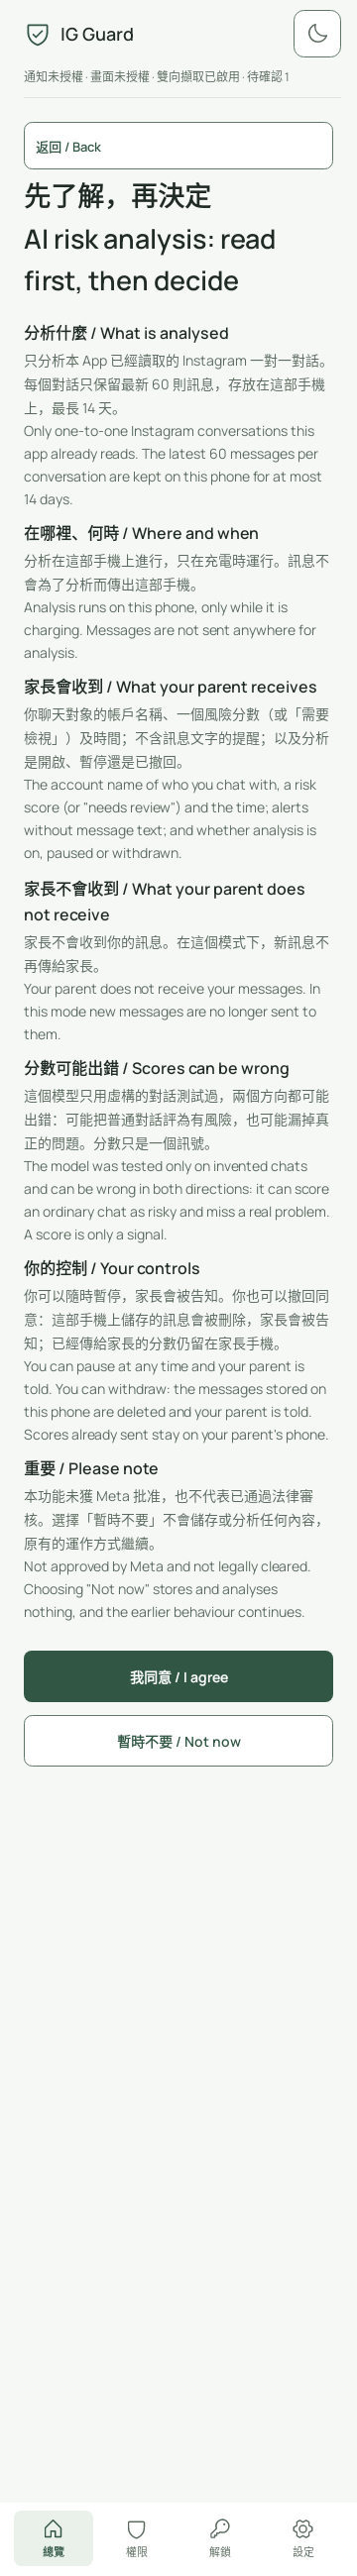 IG Guard
通知未授權 · 畫面未授權 · 雙向擷取已啟用 · 待確認 1
返回 / Back
先了解，再決定
AI risk analysis: read
first, then decide
分析什麼 / What is analysed
只分析本 App 已經讀取的 Instagram 一對一對話。
每個對話只保留最新 60 則訊息，存放在這部手機
上，最長 14 天。
Only one-to-one Instagram conversations this
app already reads. The latest 60 messages per
conversation are kept on this phone for at most
14 days.
在哪裡、何時 / Where and when
分析在這部手機上進行，只在充電時運行。訊息不
會為了分析而傳出這部手機。
Analysis runs on this phone, only while it is
charging. Messages are not sent anywhere for
analysis.
家長會收到 / What your parent receives
你聊天對象的帳戶名稱、一個風險分數（或「需要
檢視」）及時間；不含訊息文字的提醒；以及分析
是開啟、暫停還是已撤回。
The account name of who you chat with, a risk
score (or "needs review") and the time; alerts
without message text; and whether analysis is
on, paused or withdrawn.
家長不會收到 / What your parent does
not receive
家長不會收到你的訊息。在這個模式下，新訊息不
再傳給家長。
Your parent does not receive your messages. In
this mode new messages are no longer sent to
them.
分數可能出錯 / Scores can be wrong
這個模型只用虛構的對話測試過，兩個方向都可能
出錯：可能把普通對話評為有風險，也可能漏掉真
正的問題。分數只是一個訊號。
The model was tested only on invented chats
and can be wrong in both directions: it can score
an ordinary chat as risky and miss a real problem.
A score is only a signal.
你的控制 / Your controls
你可以隨時暫停，家長會被告知。你也可以撤回同
意：這部手機上儲存的訊息會被刪除，家長會被告
知；已經傳給家長的分數仍留在家長手機。
You can pause at any time and your parent is
told. You can withdraw: the messages stored on
this phone are deleted and your parent is told.
Scores already sent stay on your parent's phone.
重要 / Please note
本功能未獲 Meta 批准，也不代表已通過法律審
核。選擇「暫時不要」不會儲存或分析任何內容，
原有的運作方式繼續。
Not approved by Meta and not legally cleared.
Choosing "Not now" stores and analyses
nothing, and the earlier behaviour continues.
我同意 / I agree
暫時不要 / Not now
總覽
權限
解鎖
設定